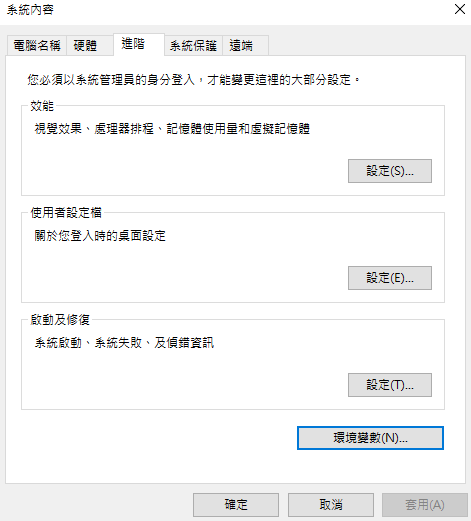 系統內容
電腦名稱 硬體 進階 系統保護 遠端
您必須以系統管理員的身分登入，才能變更這裡的大部分設定。
效能
視覺效果、處理器排程、記憶體使用量和虛擬記憶體
設定(S)...
使用者設定檔
關於您登入時的桌面設定
設定(E)...
啟動及修復
系統啟動、系統失敗、及偵錯資訊
設定(T)...
環境變數(N)...
確定 取消 套用(A)